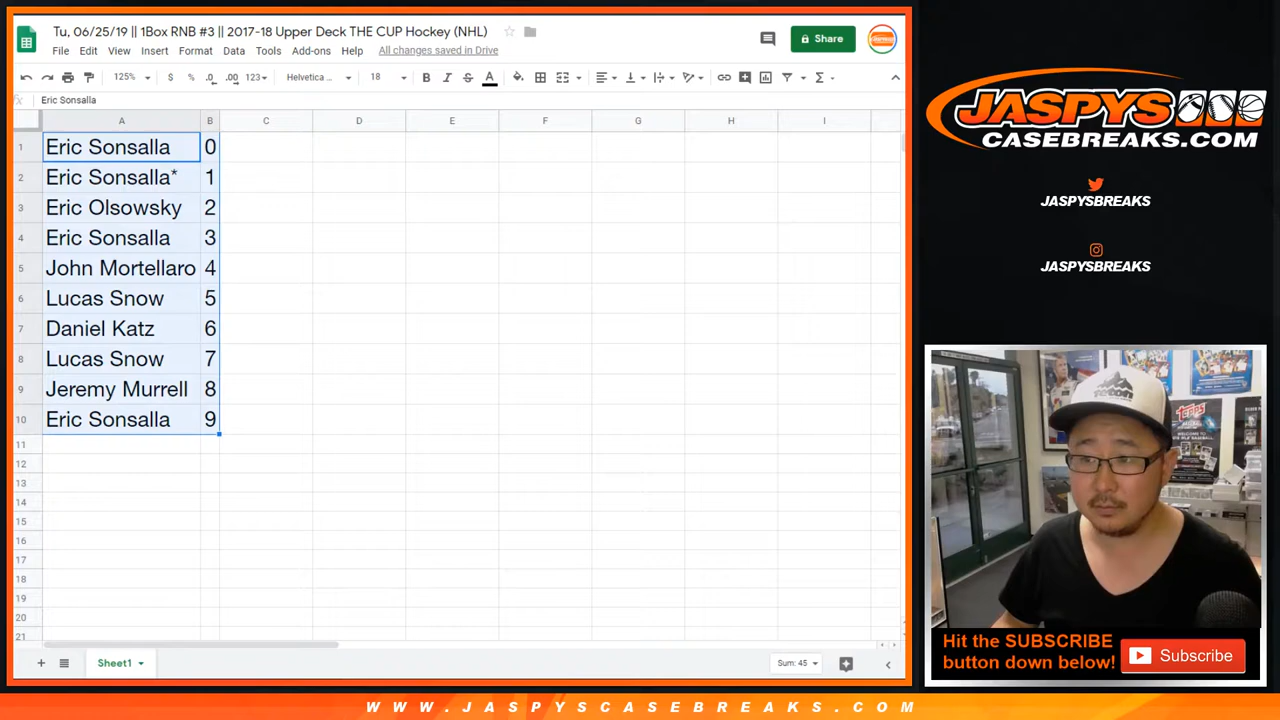 Tu, 06/25/19 || 1Box RNB #3 || 2017-18 Upper Deck THE CUP Hockey (NHL)
File Edit View Insert Format Data Tools Add-ons Help All changes saved in Drive
Share
125% $ % .0 .00 123 Helvetica ... 18 B I S A
fx Eric Sonsalla
A B C D E F G H I
1 Eric Sonsalla 0
2 Eric Sonsalla* 1
3 Eric Olsowsky 2
4 Eric Sonsalla 3
5 John Mortellaro 4
6 Lucas Snow 5
7 Daniel Katz 6
8 Lucas Snow 7
9 Jeremy Murrell 8
10 Eric Sonsalla 9
11
12
13
14
15
16
17
18
19
20
21
+ Sheet1 Sum: 45
JASPYS
CASEBREAKS.COM
JASPYSBREAKS
JASPYSBREAKS
Topps
Hit the SUBSCRIBE
button down below!
Subscribe
WWW.JASPYSCASEBREAKS.COM